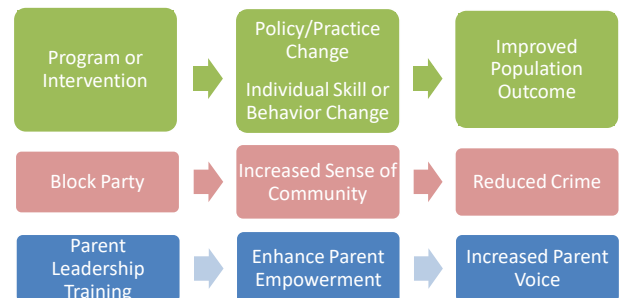 Program or
Intervention
Policy/Practice
Change
Individual Skill or
Behavior Change
Improved
Population
Outcome
Block Party
Increased Sense of
Community
Reduced Crime
Parent
Leadership
Training
Enhance Parent
Empowerment
Increased Parent
Voice